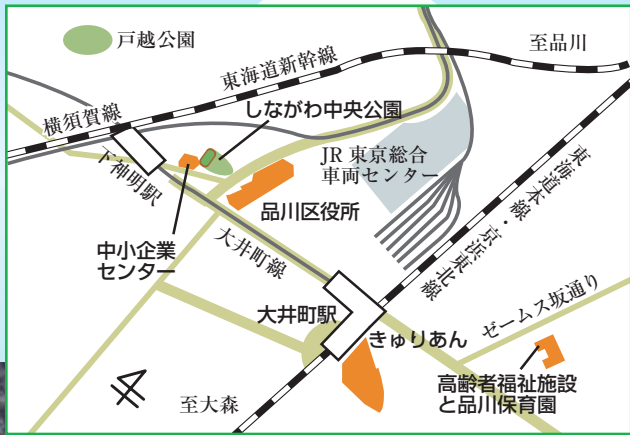 戸越公園
東海道新幹線
至品川
横須賀線
しながわ中央公園
下神明駅
JR 東京総合
車両センター
品川区役所
中小企業
センター
大井町線
東海道本線・京浜東北線
大井町駅
きゅりあん
ゼームス坂通り
高齢者福祉施設
と品川保育園
至大森